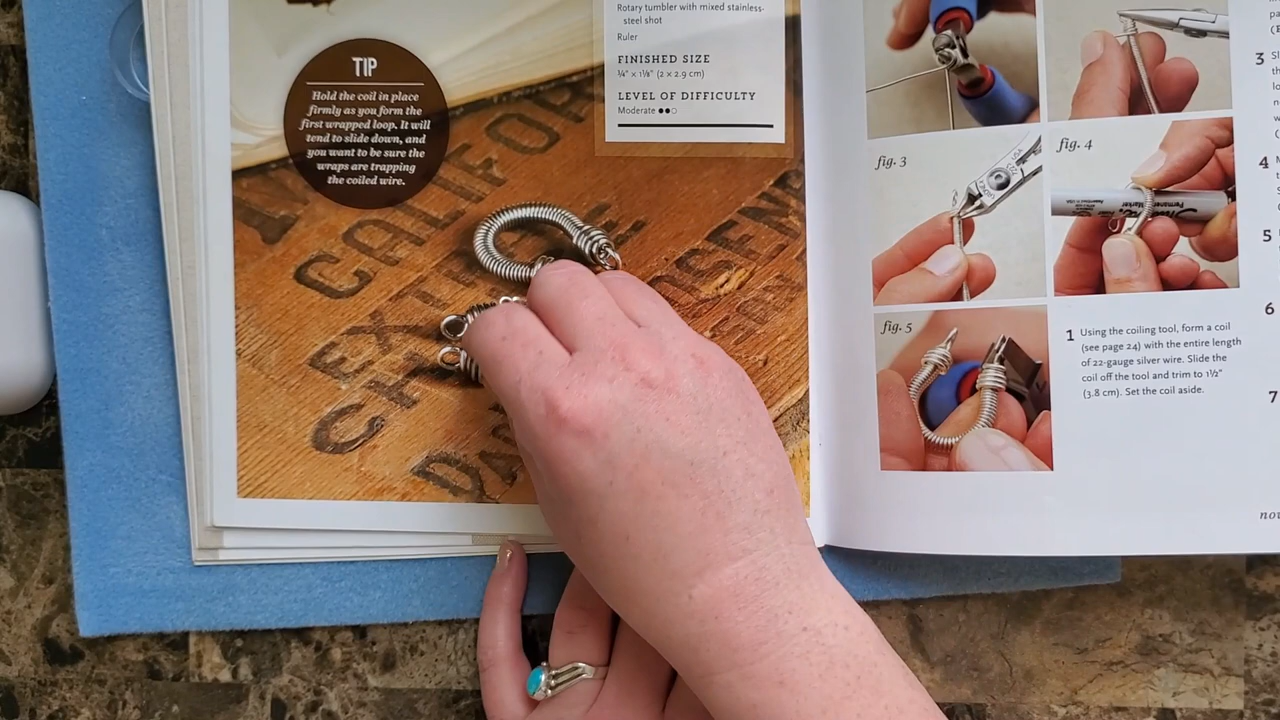 TIP
Hold the coil in place
firmly as you form the
first wrapped loop. It will
tend to slide down, and
you want to be sure the
wraps are trapping
the coiled wire.
Rotary tumbler with mixed stainless-
steel shot
Ruler
FINISHED SIZE
¾" × 1⅛" (2 × 2.9 cm)
LEVEL OF DIFFICULTY
Moderate
CALIFOR
fig. 3
fig. 4
Permanent Marker
fig. 5
1 Using the coiling tool, form a coil
(see page 24) with the entire length
of 22-gauge silver wire. Slide the
coil off the tool and trim to 1½"
(3.8 cm). Set the coil aside.
3
4
5
6
7